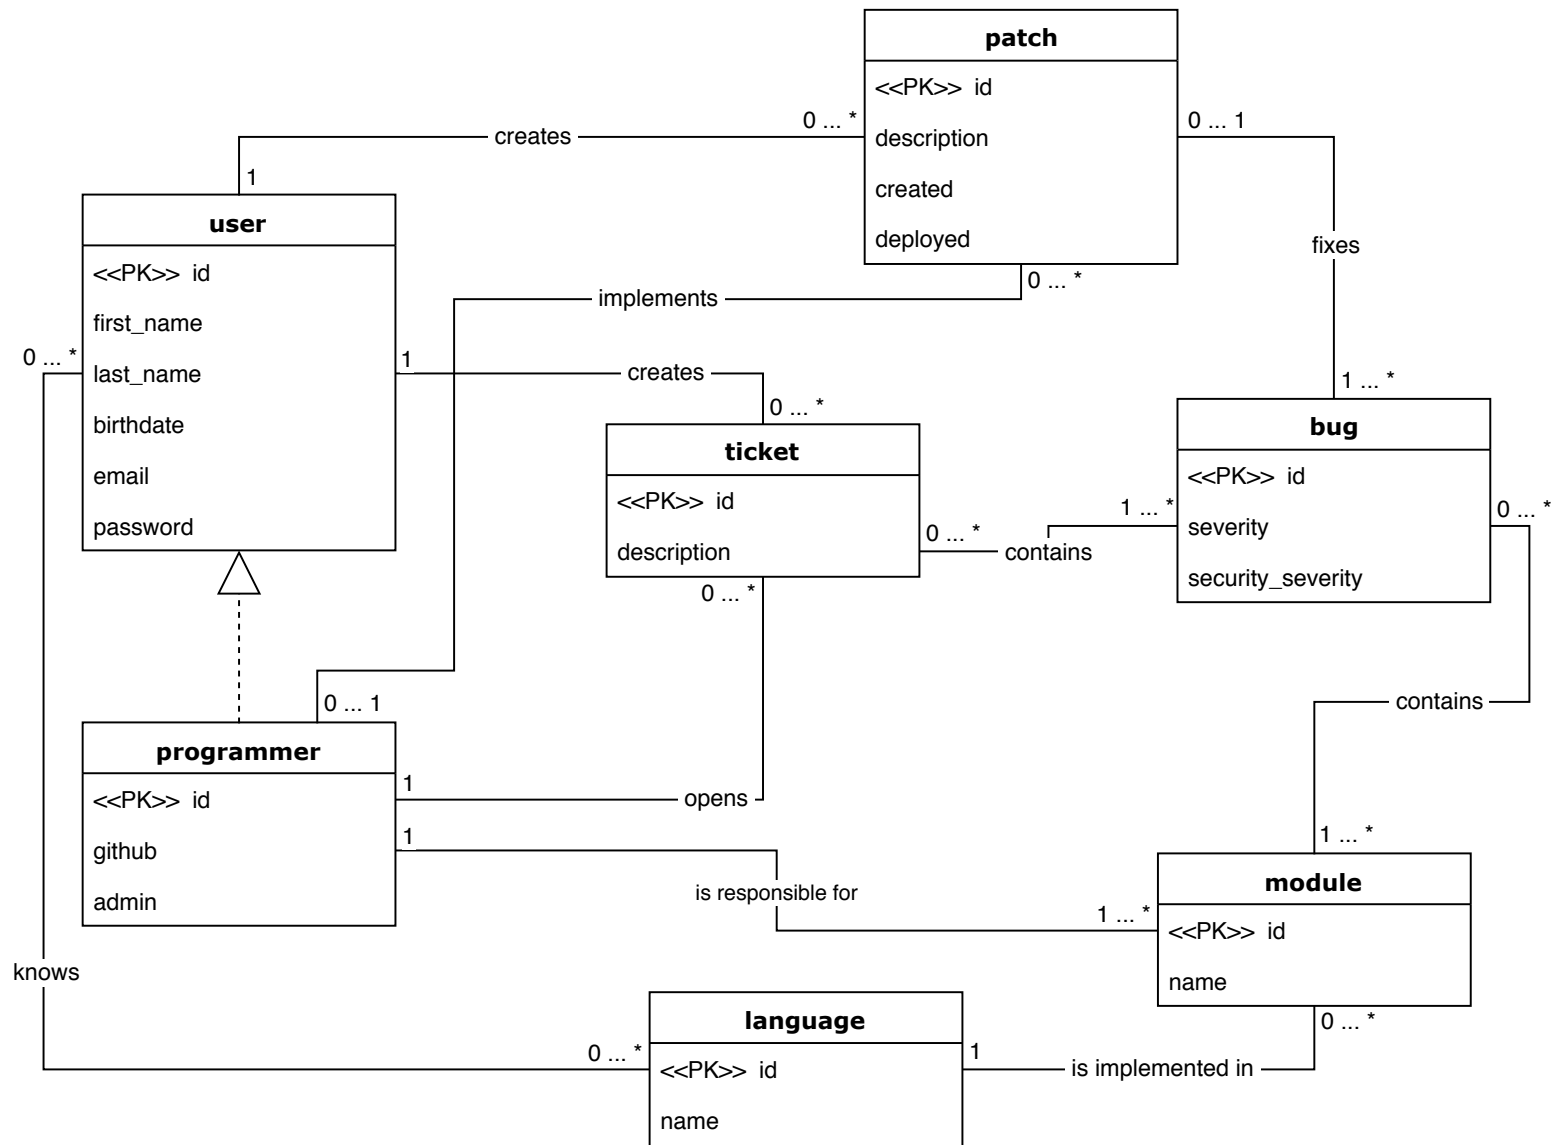 patch
<<PK>> id
description
created
deployed
0 ... *
0 ... 1
creates
1
user
<<PK>> id
first_name
last_name
birthdate
email
password
fixes
0 ... *
implements
0 ... *
1
creates
0 ... *
1 ... *
bug
<<PK>> id
severity
security_severity
ticket
<<PK>> id
description
1 ... *
0 ... *
0 ... *
contains
0 ... *
0 ... 1
contains
programmer
<<PK>> id
github
admin
1
opens
1
is responsible for
1 ... *
1 ... *
module
<<PK>> id
name
knows
0 ... *
language
<<PK>> id
name
0 ... *
1
is implemented in